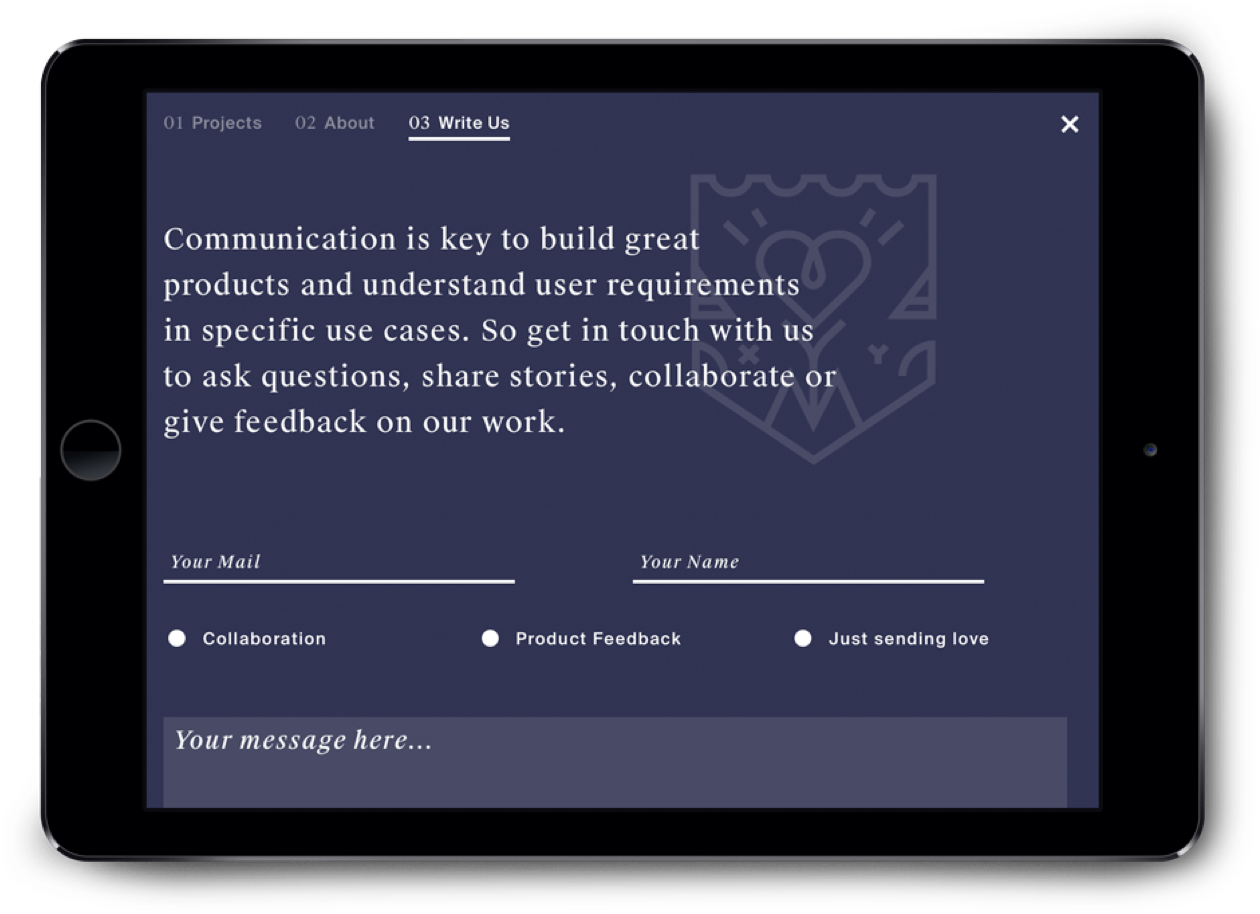 01 Projects
02 About
03 Write Us
Communication is key to build great
products and understand user requirements
in specific use cases. So get in touch with us
to ask questions, share stories, collaborate or
give feedback on our work.
Your Mail
Your Name
Collaboration
Product Feedback
Just sending love
Your message here...